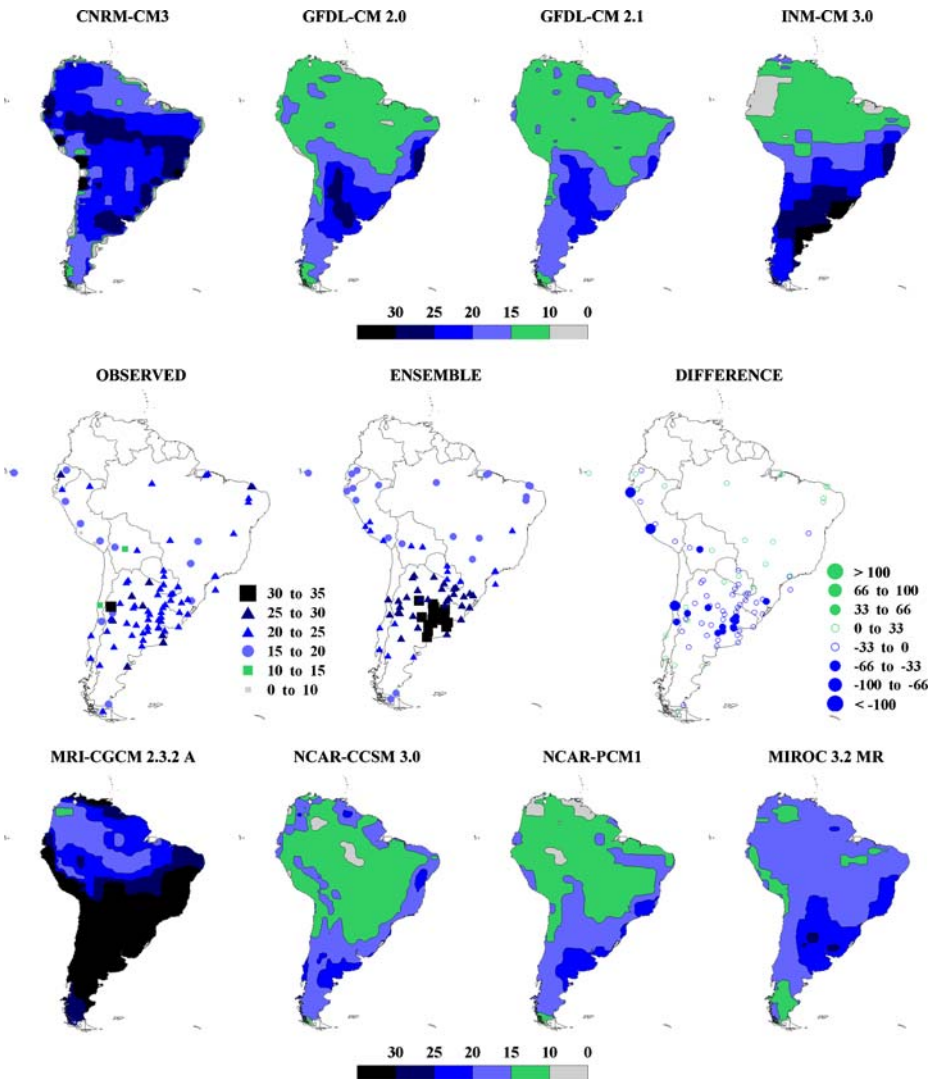 CNRM-CM3 GFDL-CM 2.0 GFDL-CM 2.1 INM-CM 3.0
30 25 20 15 10 0
OBSERVED ENSEMBLE DIFFERENCE
30 to 35
25 to 30
20 to 25
15 to 20
10 to 15
0 to 10
> 100
66 to 100
33 to 66
0 to 33
-33 to 0
-66 to -33
-100 to -66
< -100
MRI-CGCM 2.3.2 A NCAR-CCSM 3.0 NCAR-PCM1 MIROC 3.2 MR
30 25 20 15 10 0